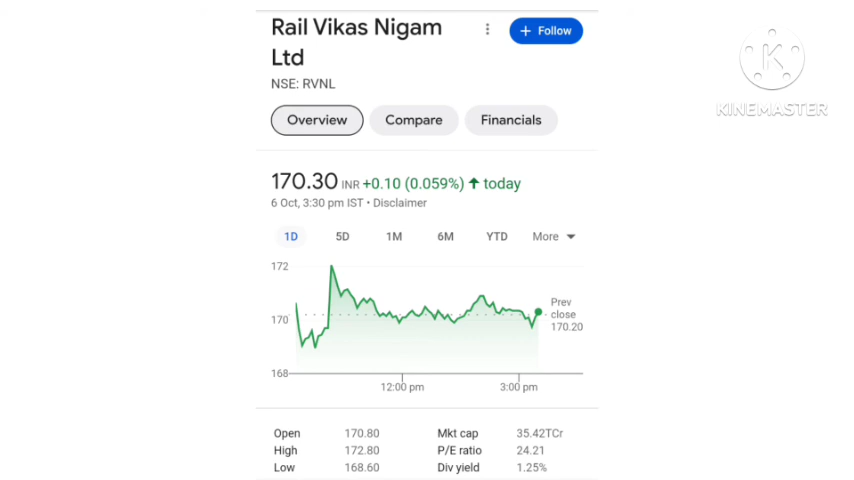 Rail Vikas Nigam
Ltd
+ Follow
NSE: RVNL
KINEMASTER
Overview
Compare
Financials
170.30 INR +0.10 (0.059%) ↑ today
6 Oct, 3:30 pm IST • Disclaimer
1D 5D 1M 6M YTD More
172
170
168
Prev
close
170.20
12:00 pm 3:00 pm
Open 170.80 Mkt cap 35.42TCr
High 172.80 P/E ratio 24.21
Low 168.60 Div yield 1.25%